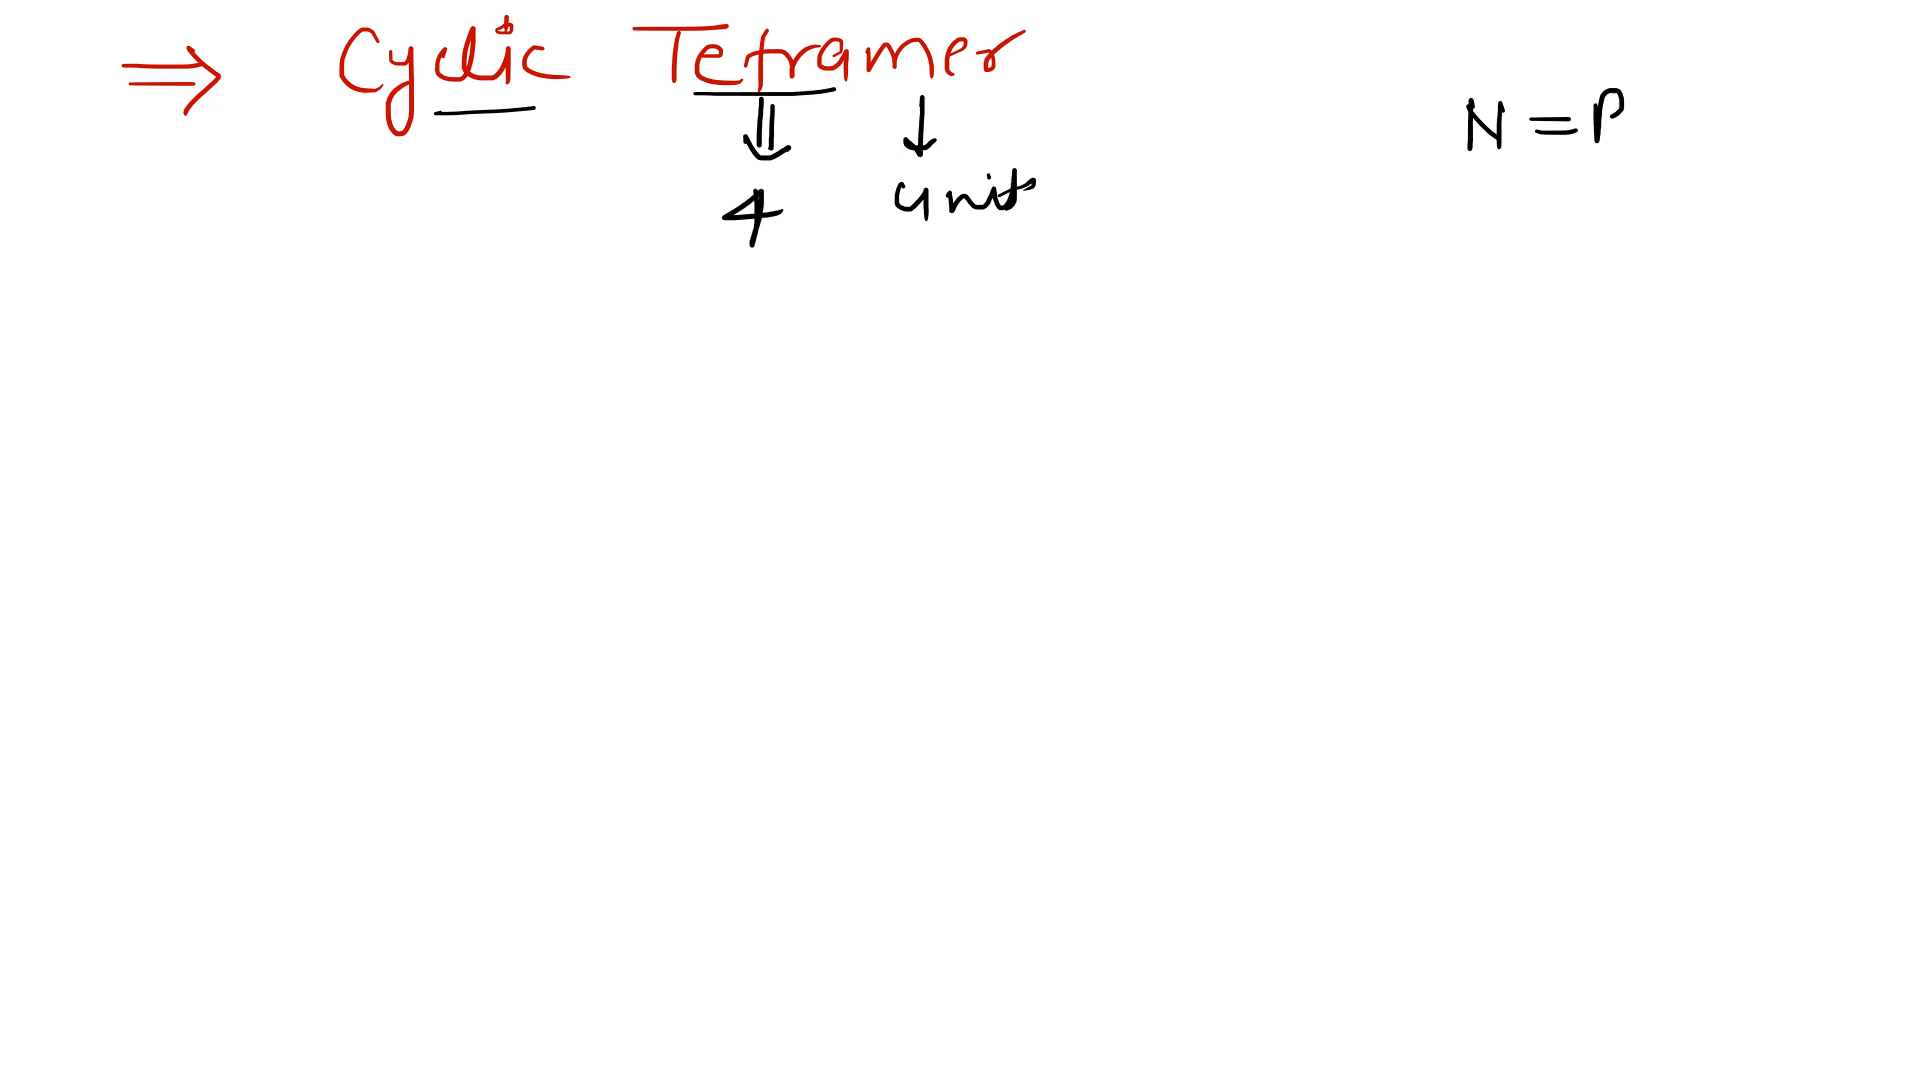 ⇒ Cyclic Tetramer
N = P
4 unit